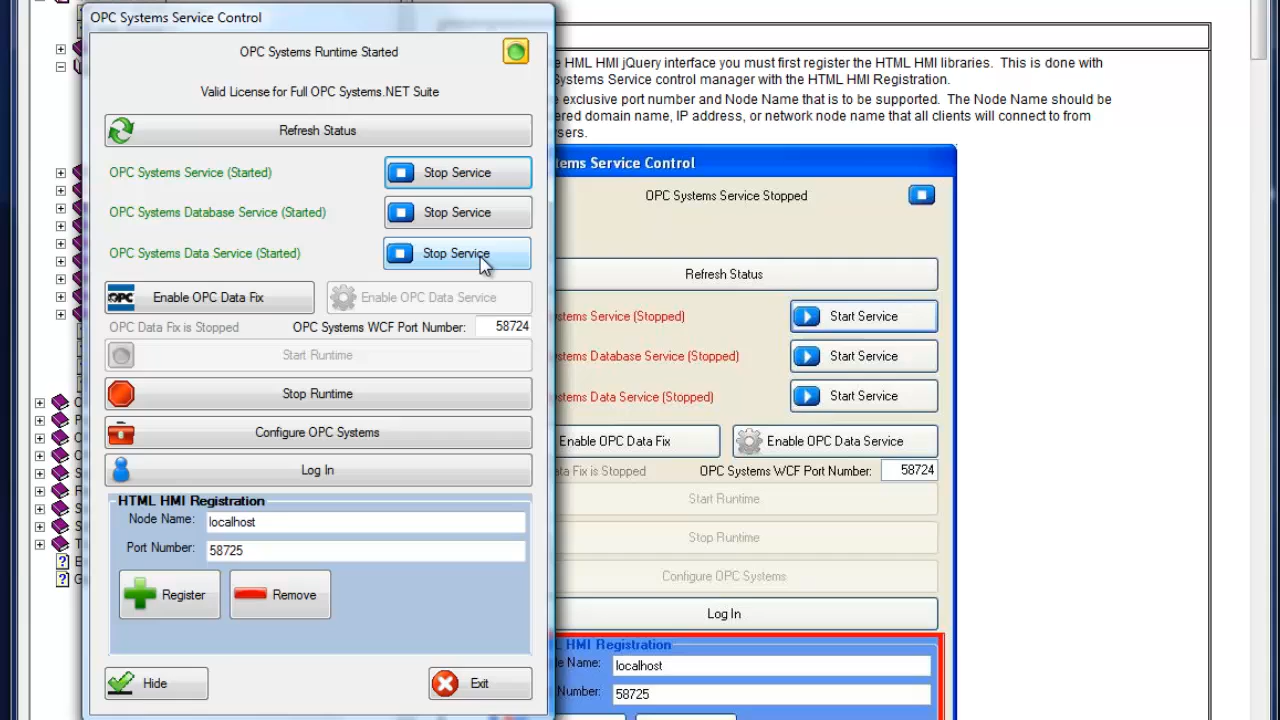 OPC Systems Service Control
OPC Systems Runtime Started
Valid License for Full OPC Systems.NET Suite
Refresh Status
OPC Systems Service (Started)
Stop Service
OPC Systems Database Service (Started)
Stop Service
OPC Systems Data Service (Started)
Stop Service
OPC
Enable OPC Data Fix
Enable OPC Data Service
OPC Data Fix is Stopped
OPC Systems WCF Port Number:
58724
Start Runtime
Stop Runtime
Configure OPC Systems
Log In
HTML HMI Registration
Node Name:
localhost
Port Number:
58725
Register
Remove
Hide
Exit
HML HMI jQuery interface you must first register the HTML HMI libraries. This is done with
ystems Service control manager with the HTML HMI Registration.
exclusive port number and Node Name that is to be supported. The Node Name should be
ered domain name, IP address, or network node name that all clients will connect to from
sers.
tems Service Control
OPC Systems Service Stopped
Refresh Status
stems Service (Stopped)
Start Service
stems Database Service (Stopped)
Start Service
stems Data Service (Stopped)
Start Service
Enable OPC Data Fix
Enable OPC Data Service
ata Fix is Stopped
OPC Systems WCF Port Number:
58724
Start Runtime
Stop Runtime
Configure OPC Systems
Log In
HMI Registration
Name:
localhost
Number:
58725